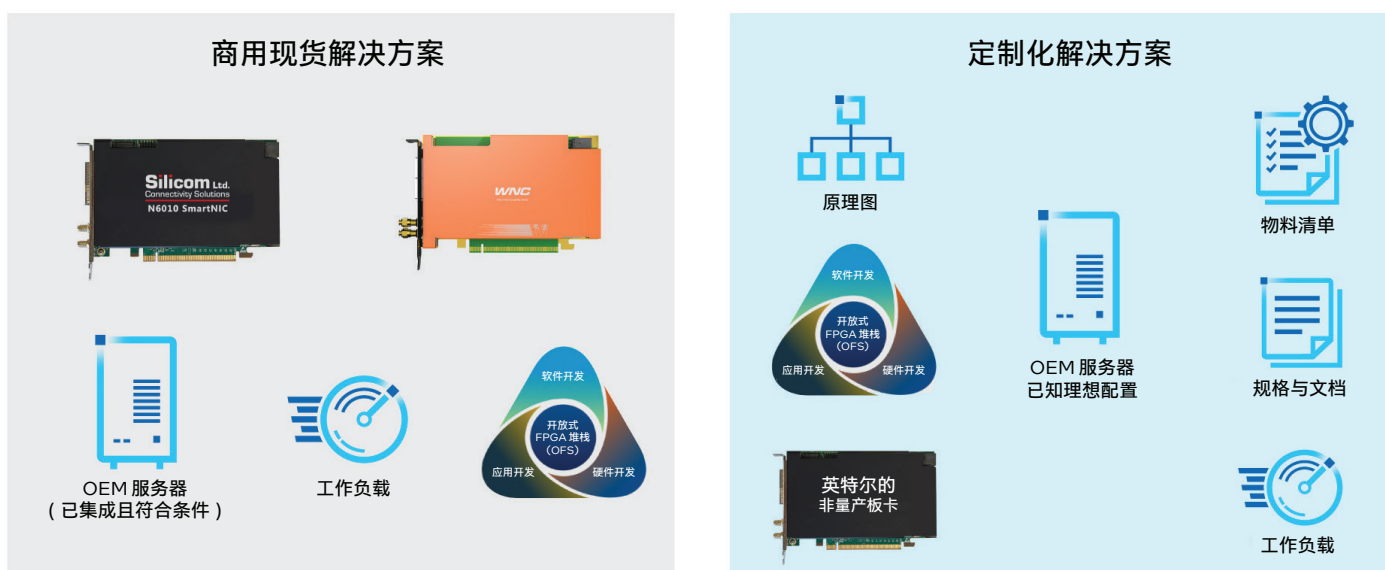 商用现货解决方案
Silicom Ltd.
Connectivity Solutions
N6010 SmartNIC
WNC
OEM 服务器
( 已集成且符合条件 )
工作负载
软件开发
开放式
FPGA 堆栈
(OFS)
应用开发
硬件开发
定制化解决方案
原理图
物料清单
软件开发
开放式
FPGA 堆栈
(OFS)
应用开发
硬件开发
OEM 服务器
已知理想配置
规格与文档
英特尔的
非量产板卡
工作负载